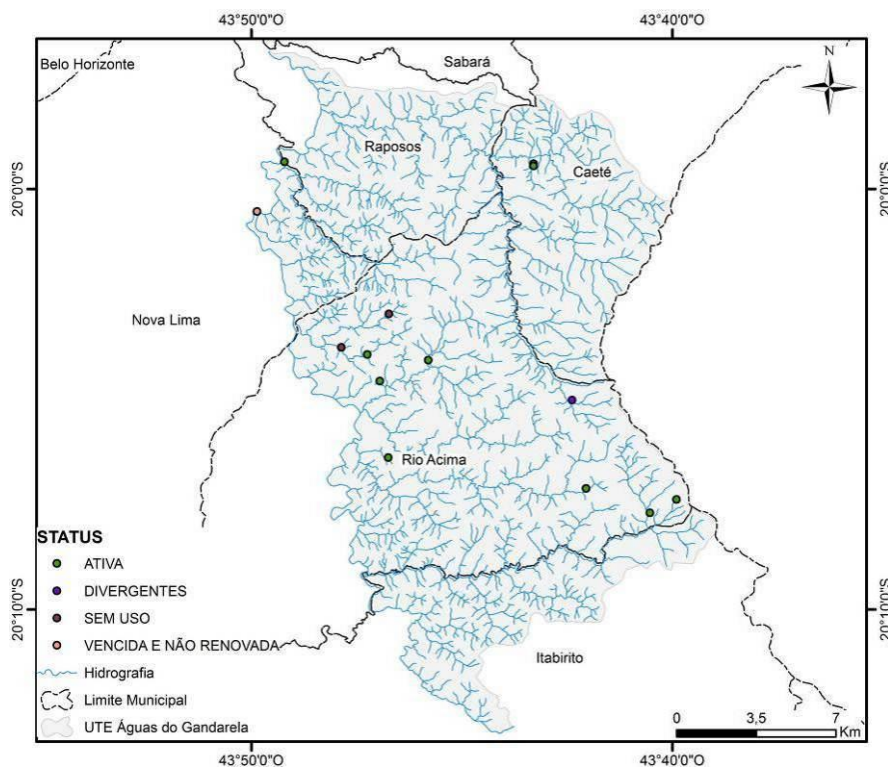 43°50'0"O
43°40'0"O
Belo Horizonte
Sabará
N
Raposos
Caeté
20°0'0"S
20°0'0"S
Nova Lima
Rio Acima
STATUS
ATIVA
DIVERGENTES
SEM USO
VENCIDA E NÃO RENOVADA
Hidrografia
Limite Municipal
UTE Águas do Gandarela
20°10'0"S
20°10'0"S
Itabirito
0
3,5
7
Km
43°50'0"O
43°40'0"O